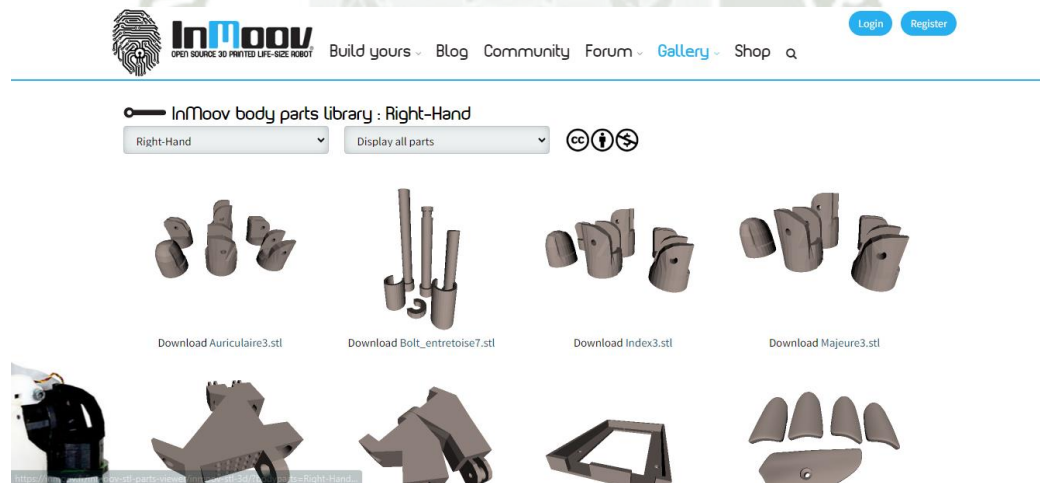 InMoov
OPEN SOURCE 3D PRINTED LIFE-SIZE ROBOT
Build yours Blog Community Forum Gallery Shop
Login Register
InMoov body parts library : Right-Hand
Right-Hand Display all parts
cc
Download Auriculaire3.stl Download Bolt_entretoise7.stl Download Index3.stl Download Majeure3.stl